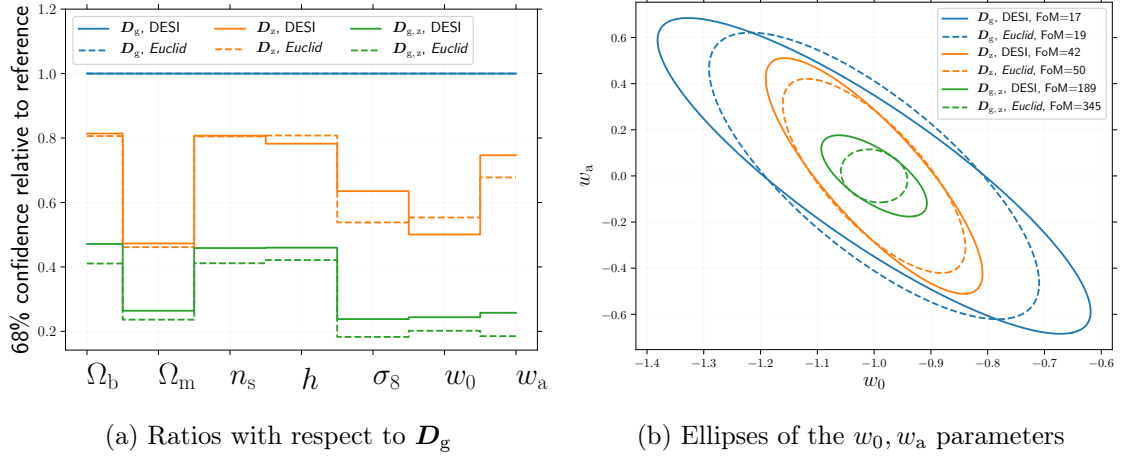 1.2
1.0
0.8
0.6
0.4
0.2
68% confidence relative to reference
D_g, DESI
D_g, Euclid
D_z, DESI
D_z, Euclid
D_{g,z}, DESI
D_{g,z}, Euclid
Ω_b
Ω_m
n_s
h
σ_8
w_0
w_a
(a) Ratios with respect to D_g
0.6
0.4
0.2
0.0
−0.2
−0.4
−0.6
w_a
D_g, DESI, FoM=17
D_g, Euclid, FoM=19
D_z, DESI, FoM=42
D_z, Euclid, FoM=50
D_{g,z}, DESI, FoM=189
D_{g,z}, Euclid, FoM=345
−1.4
−1.3
−1.2
−1.1
−1.0
−0.9
−0.8
−0.7
−0.6
w_0
(b) Ellipses of the w_0, w_a parameters